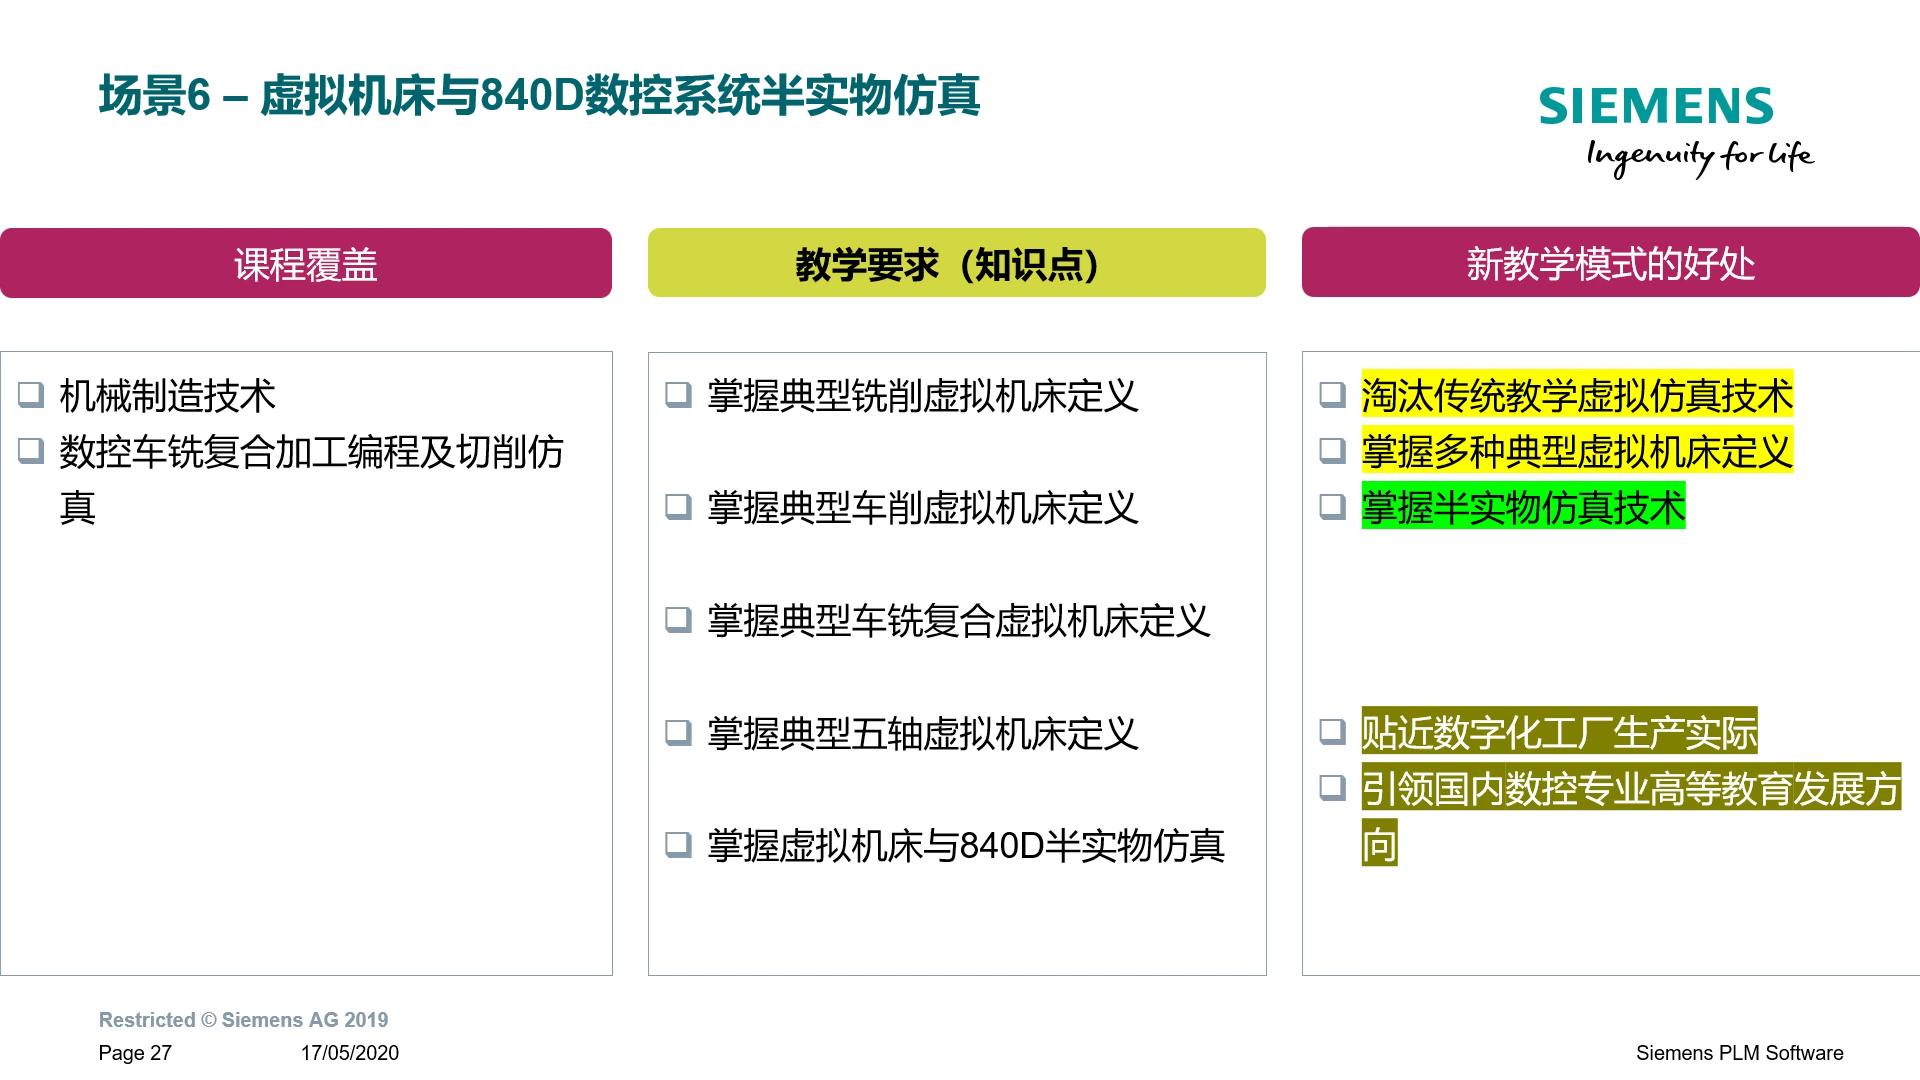 场景6 – 虚拟机床与840D数控系统半实物仿真
SIEMENS
Ingenuity for life
课程覆盖
机械制造技术
数控车铣复合加工编程及切削仿
真
教学要求（知识点）
掌握典型铣削虚拟机床定义
掌握典型车削虚拟机床定义
掌握典型车铣复合虚拟机床定义
掌握典型五轴虚拟机床定义
掌握虚拟机床与840D半实物仿真
新教学模式的好处
淘汰传统教学虚拟仿真技术
掌握多种典型虚拟机床定义
掌握半实物仿真技术
贴近数字化工厂生产实际
引领国内数控专业高等教育发展方
向
Restricted © Siemens AG 2019
Page 27 17/05/2020
Siemens PLM Software